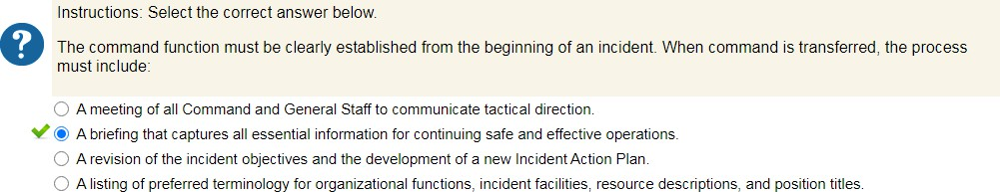 Instructions: Select the correct answer below.
?
The command function must be clearly established from the beginning of an incident. When command is transferred, the process
must include:
A meeting of all Command and General Staff to communicate tactical direction.
A briefing that captures all essential information for continuing safe and effective operations.
A revision of the incident objectives and the development of a new Incident Action Plan.
A listing of preferred terminology for organizational functions, incident facilities, resource descriptions, and position titles.